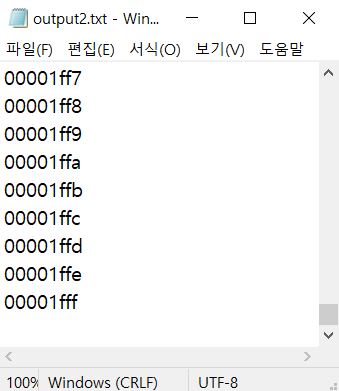 output2.txt - Win...
파일(F) 편집(E) 서식(O) 보기(V) 도움말
00001ff7
00001ff8
00001ff9
00001ffa
00001ffb
00001ffc
00001ffd
00001ffe
00001fff
100% Windows (CRLF) UTF-8